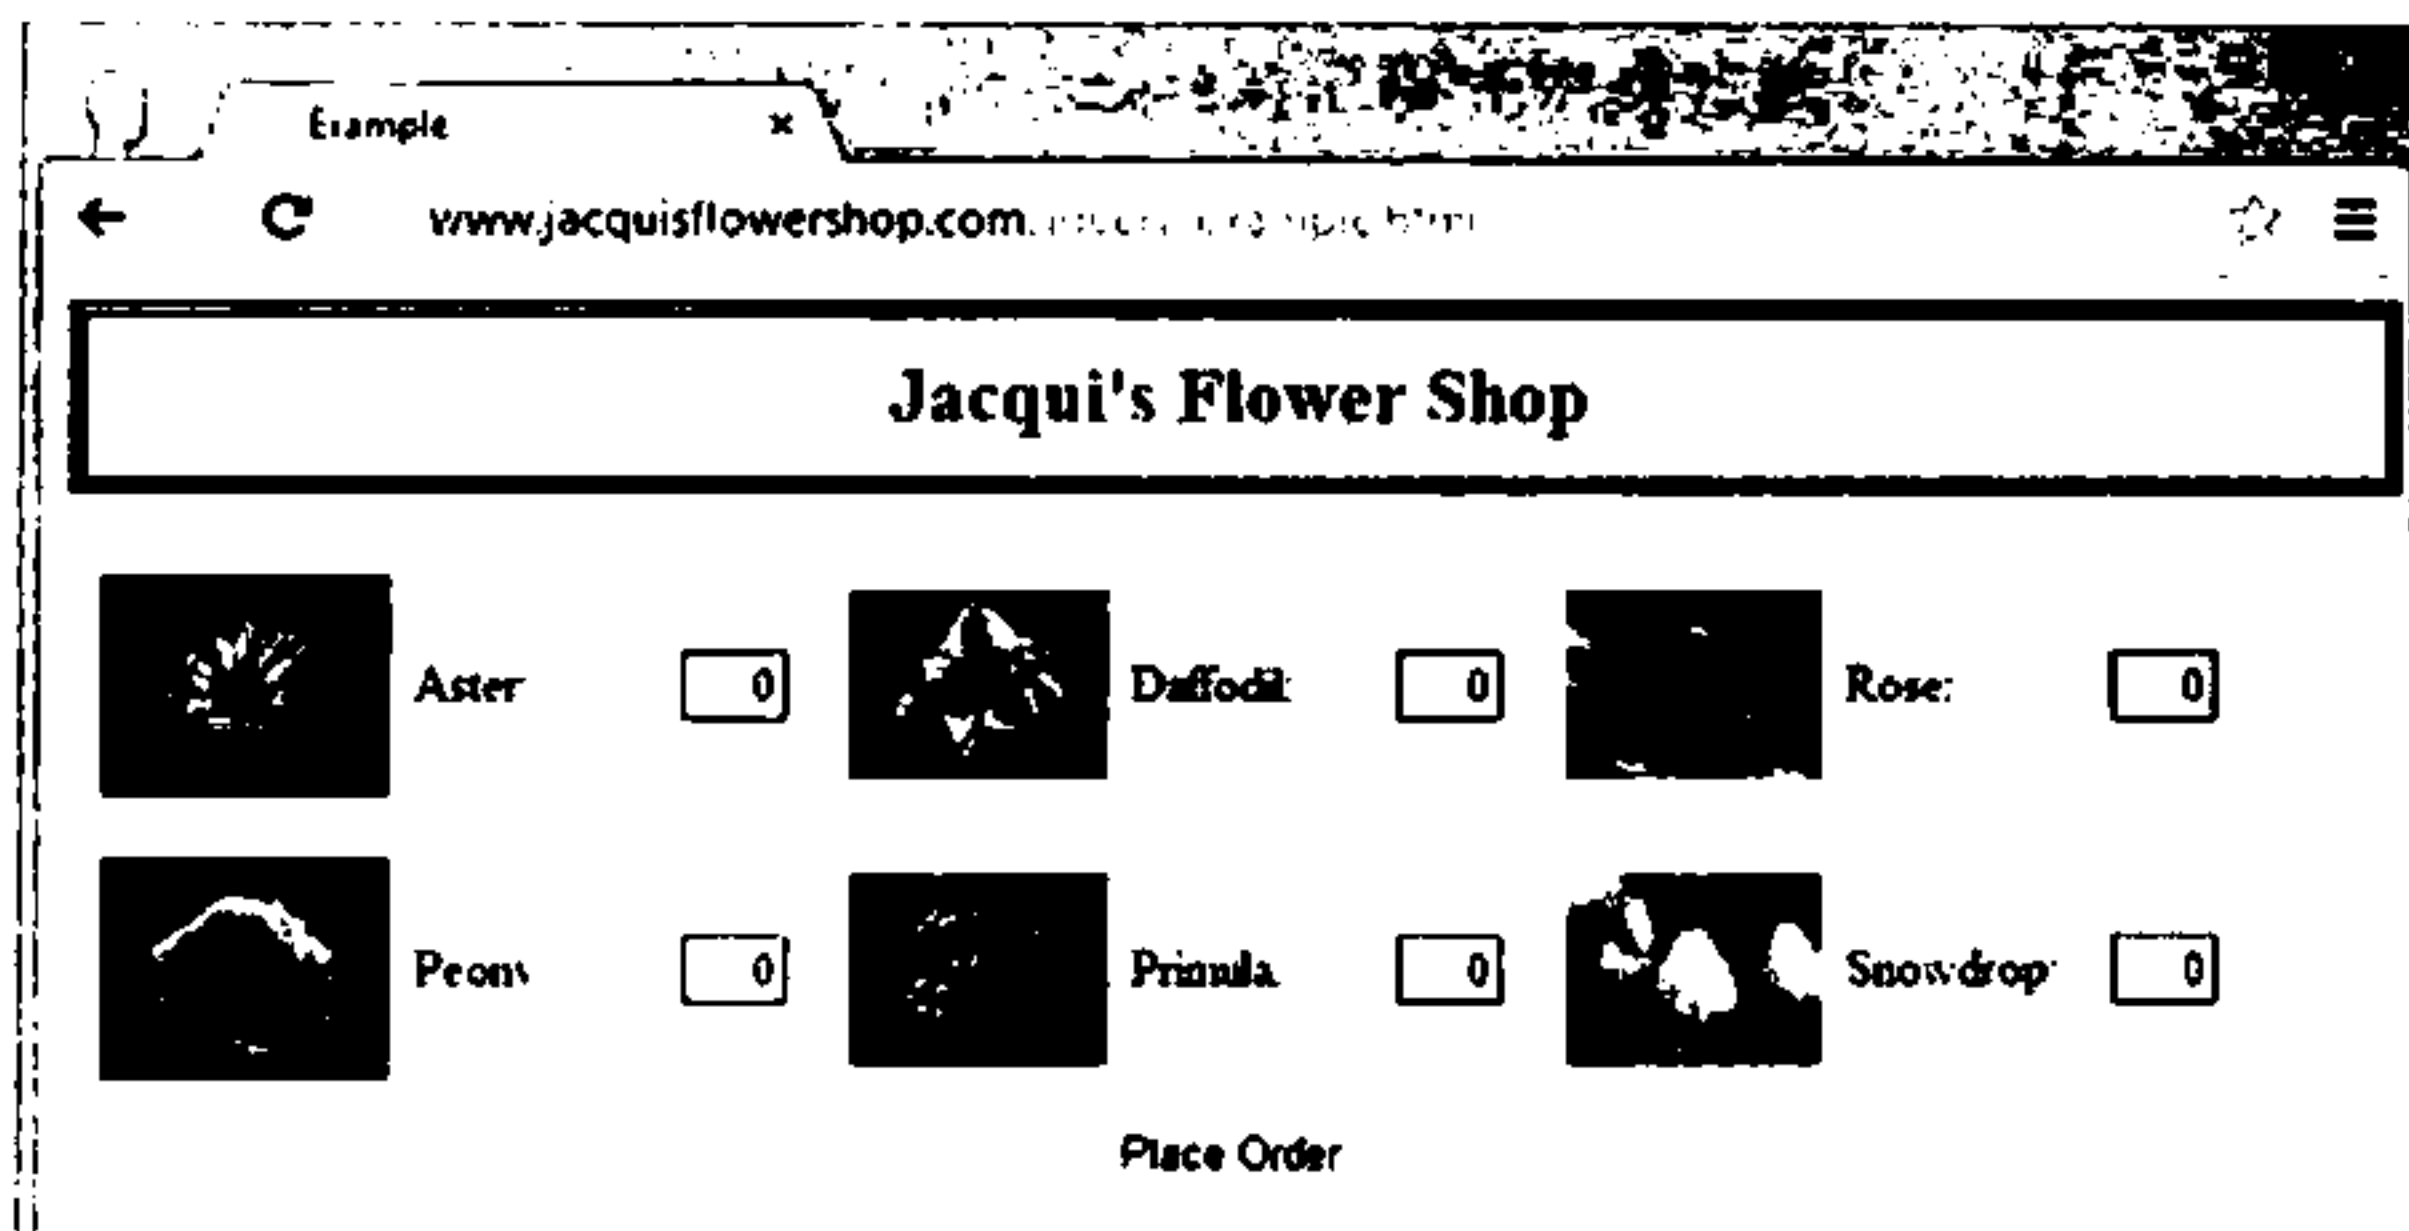 Example
www.jacquisflowershop.com
Jacqui's Flower Shop
Aster 0 Daffodil: 0 Rose: 0
Peony 0 Primula 0 Snowdrop: 0
Place Order